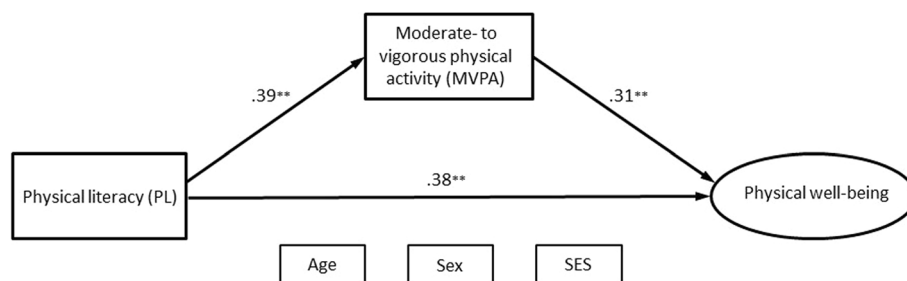 Moderate- to
vigorous physical
activity (MVPA)
.39**
.31**
Physical literacy (PL)
.38**
Physical well-being
Age
Sex
SES